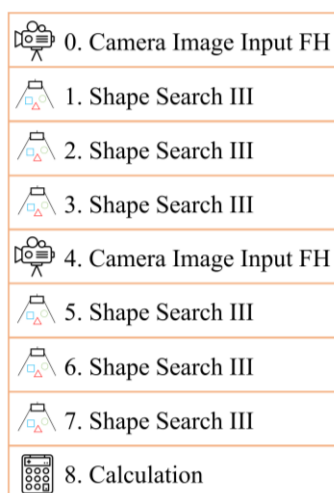 0. Camera Image Input FH
1. Shape Search III
2. Shape Search III
3. Shape Search III
4. Camera Image Input FH
5. Shape Search III
6. Shape Search III
7. Shape Search III
8. Calculation